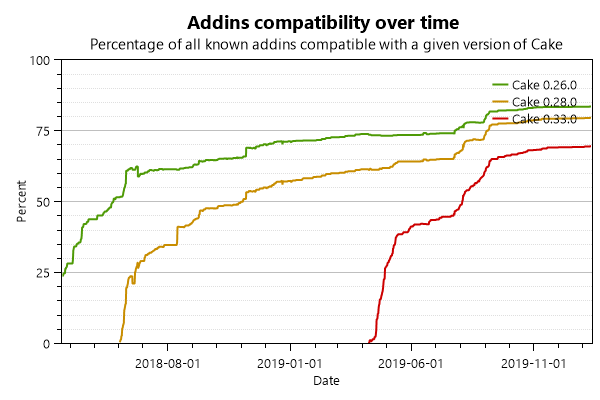 Addins compatibility over time
Percentage of all known addins compatible with a given version of Cake
100
75
50
25
0
Percent
Cake 0.26.0
Cake 0.28.0
Cake 0.33.0
2018-08-01
2019-01-01
2019-06-01
2019-11-01
Date